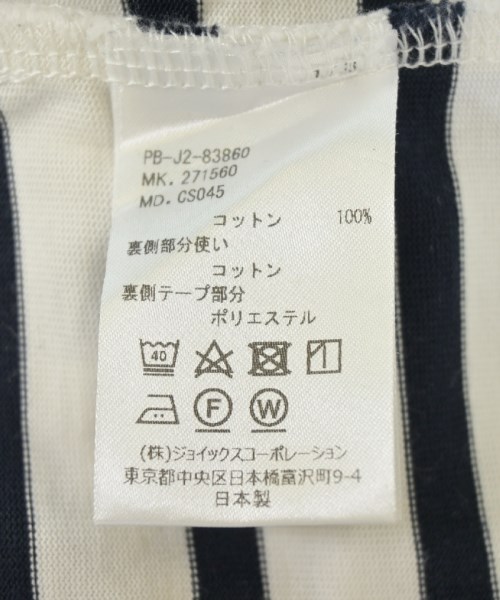 PB-J2-83860
MK. 271560
MD. CS045
コットン 100%
裏側部分使い
コットン
裏側テープ部分
ポリエステル
40
F W
(株)ジョイックスコーポレーション
東京都中央区日本橋富沢町9-4
日本製